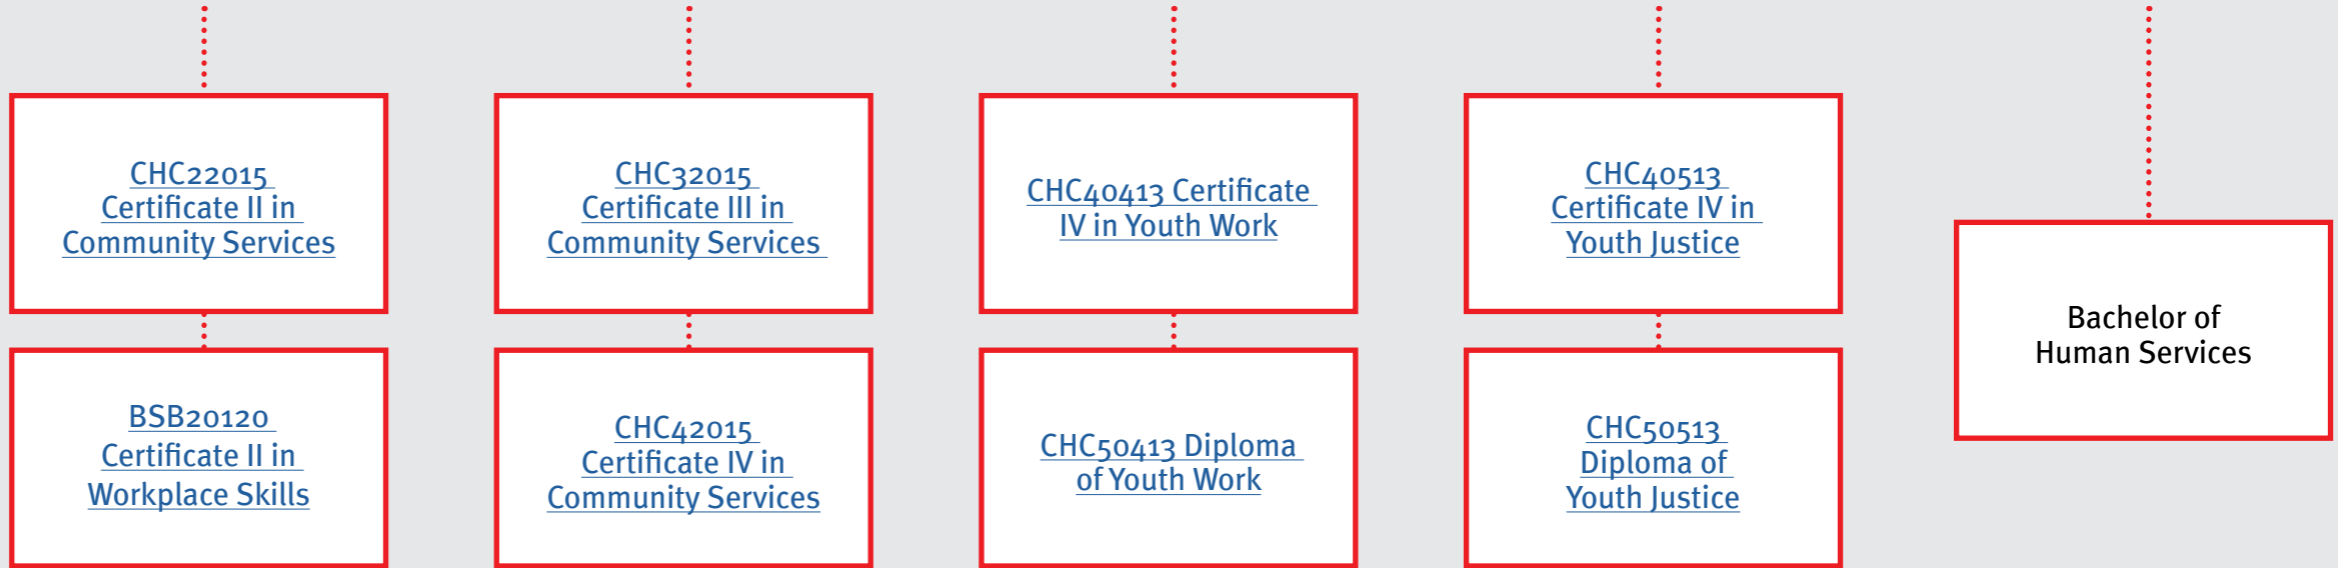 CHC22015
Certificate II in
Community Services
CHC32015
Certificate III in
Community Services
CHC40413 Certificate
IV in Youth Work
CHC40513
Certificate IV in
Youth Justice
Bachelor of
Human Services
BSB20120
Certificate II in
Workplace Skills
CHC42015
Certificate IV in
Community Services
CHC50413 Diploma
of Youth Work
CHC50513
Diploma of
Youth Justice